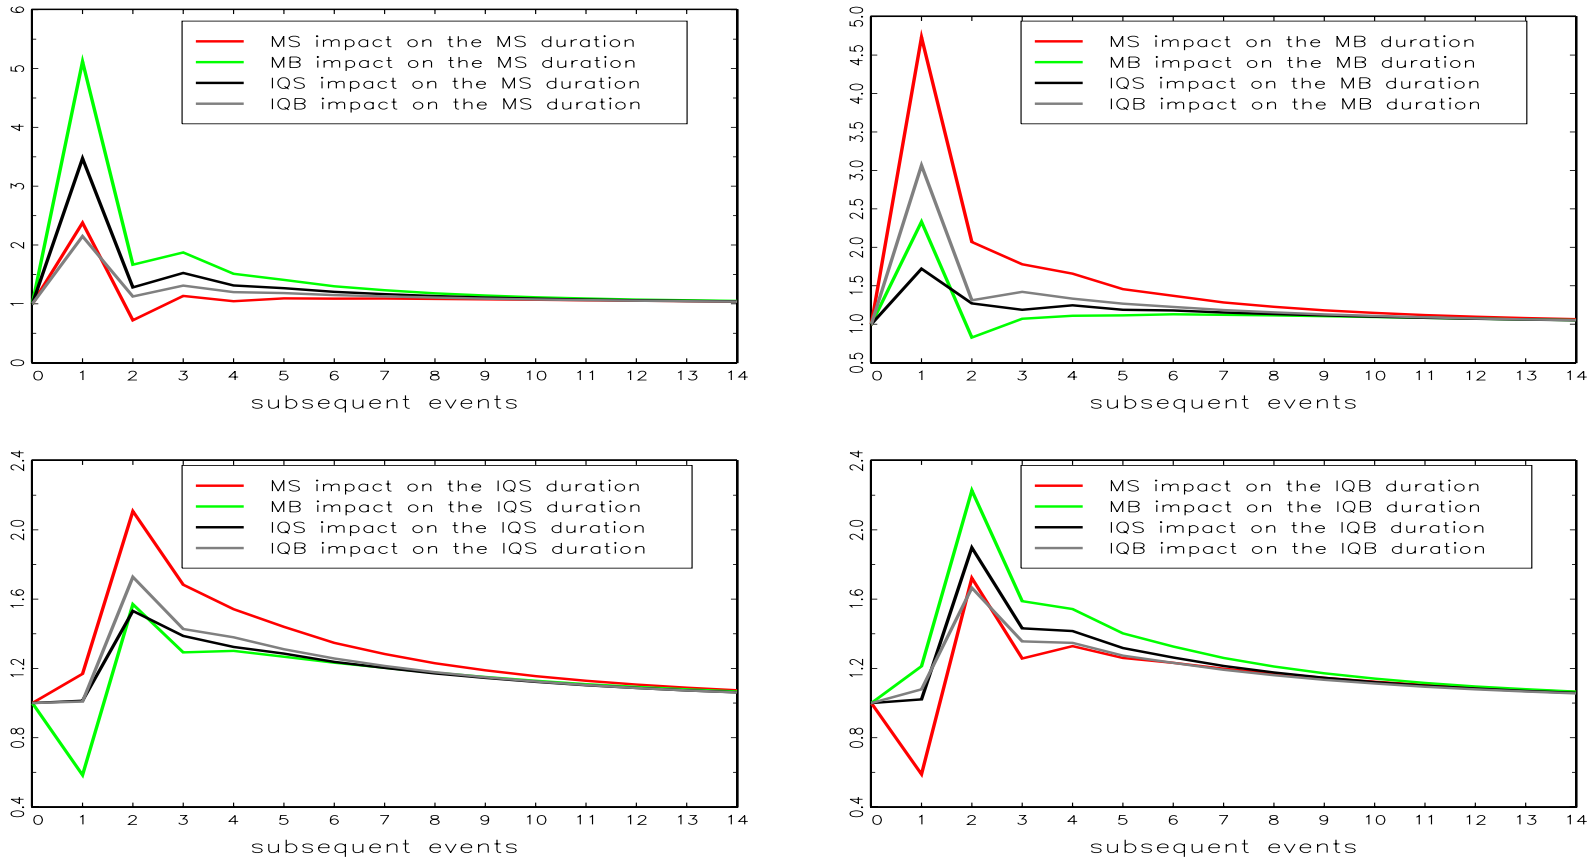 6
5
4
3
2
1
0
MS impact on the MS duration
MB impact on the MS duration
IQS impact on the MS duration
IQB impact on the MS duration
0 1 2 3 4 5 6 7 8 9 10 11 12 13 14
subsequent events
5.0
4.5
4.0
3.5
3.0
2.5
2.0
1.5
1.0
0.5
MS impact on the MB duration
MB impact on the MB duration
IQS impact on the MB duration
IQB impact on the MB duration
0 1 2 3 4 5 6 7 8 9 10 11 12 13 14
subsequent events
2.4
2.0
1.6
1.2
0.8
0.4
MS impact on the IQS duration
MB impact on the IQS duration
IQS impact on the IQS duration
IQB impact on the IQS duration
0 1 2 3 4 5 6 7 8 9 10 11 12 13 14
subsequent events
2.4
2.0
1.6
1.2
0.8
0.4
MS impact on the IQB duration
MB impact on the IQB duration
IQS impact on the IQB duration
IQB impact on the IQB duration
0 1 2 3 4 5 6 7 8 9 10 11 12 13 14
subsequent events